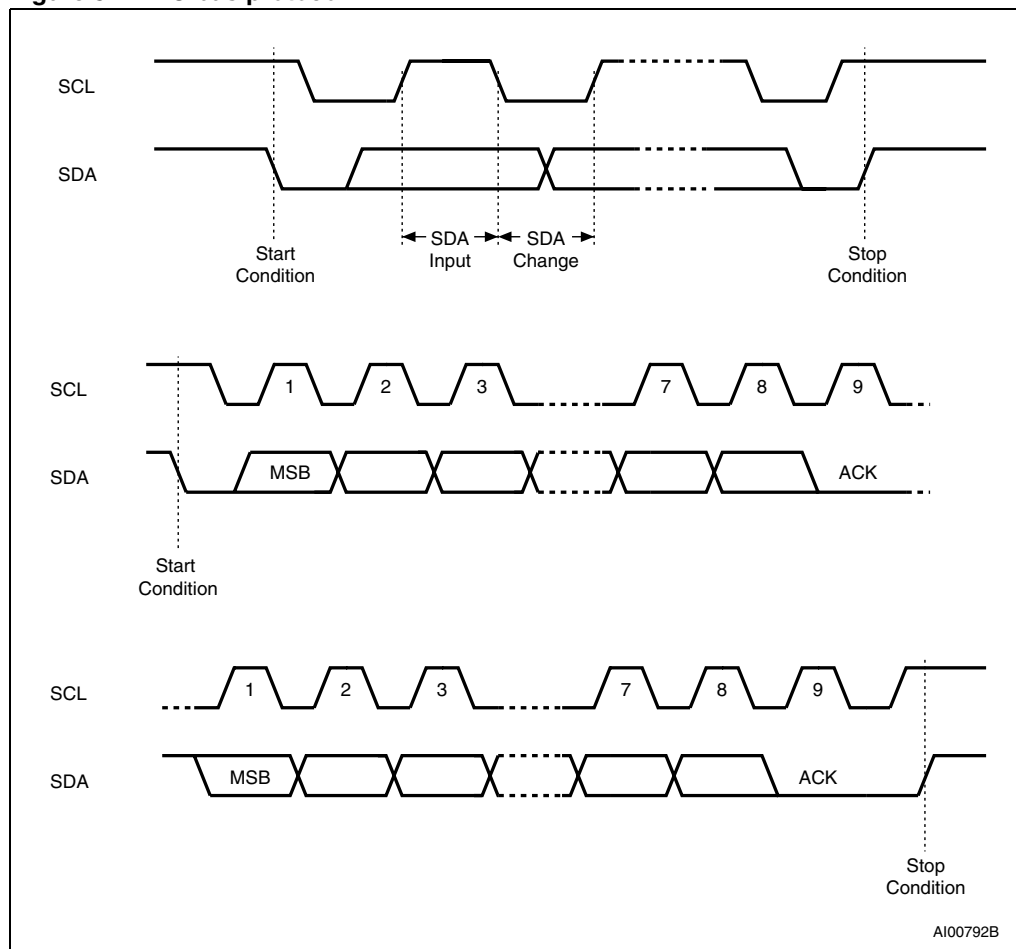 SCL
SDA
SDA
Input
SDA
Change
Start
Condition
Stop
Condition
SCL
1
2
3
7
8
9
SDA
MSB
ACK
Start
Condition
SCL
1
2
3
7
8
9
SDA
MSB
ACK
Stop
Condition
AI00792B